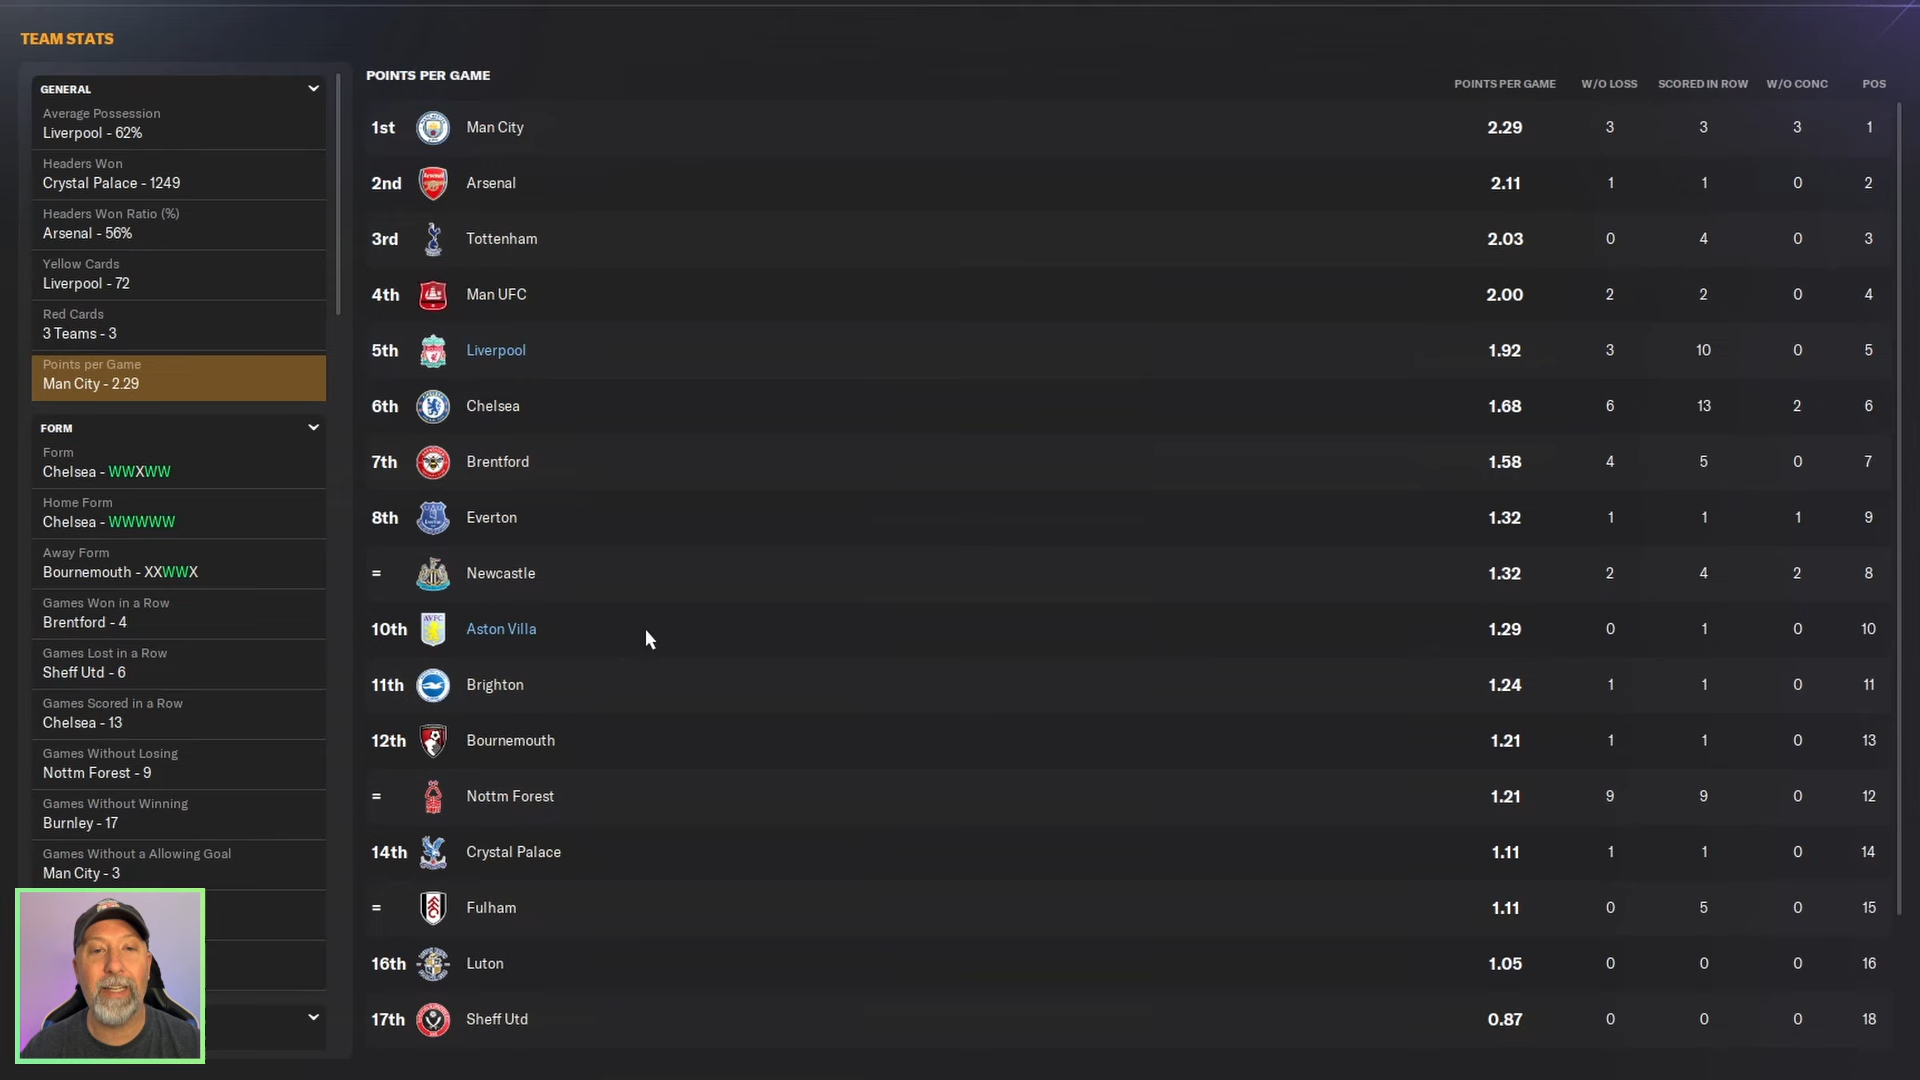 TEAM STATS
GENERAL
Average Possession
Liverpool - 62%
Headers Won
Crystal Palace - 1249
Headers Won Ratio (%)
Arsenal - 56%
Yellow Cards
Liverpool - 72
Red Cards
3 Teams - 3
Points per Game
Man City - 2.29
FORM
Form
Chelsea - WWXWW
Home Form
Chelsea - WWWWW
Away Form
Bournemouth - XXWWX
Games Won in a Row
Brentford - 4
Games Lost in a Row
Sheff Utd - 6
Games Scored in a Row
Chelsea - 13
Games Without Losing
Nottm Forest - 9
Games Without Winning
Burnley - 17
Games Without a Allowing Goal
Man City - 3
POINTS PER GAME
POINTS PER GAME W/O LOSS SCORED IN ROW W/O CONC POS
1st Man City 2.29 3 3 3 1
2nd Arsenal 2.11 1 1 0 2
3rd Tottenham 2.03 0 4 0 3
4th Man UFC 2.00 2 2 0 4
5th Liverpool 1.92 3 10 0 5
6th Chelsea 1.68 6 13 2 6
7th Brentford 1.58 4 5 0 7
8th Everton 1.32 1 1 1 9
= Newcastle 1.32 2 4 2 8
10th AVFC Aston Villa 1.29 0 1 0 10
11th Brighton 1.24 1 1 0 11
12th Bournemouth 1.21 1 1 0 13
= Nottm Forest 1.21 9 9 0 12
14th Crystal Palace 1.11 1 1 0 14
= Fulham 1.11 0 5 0 15
16th Luton 1.05 0 0 0 16
17th Sheff Utd 0.87 0 0 0 18